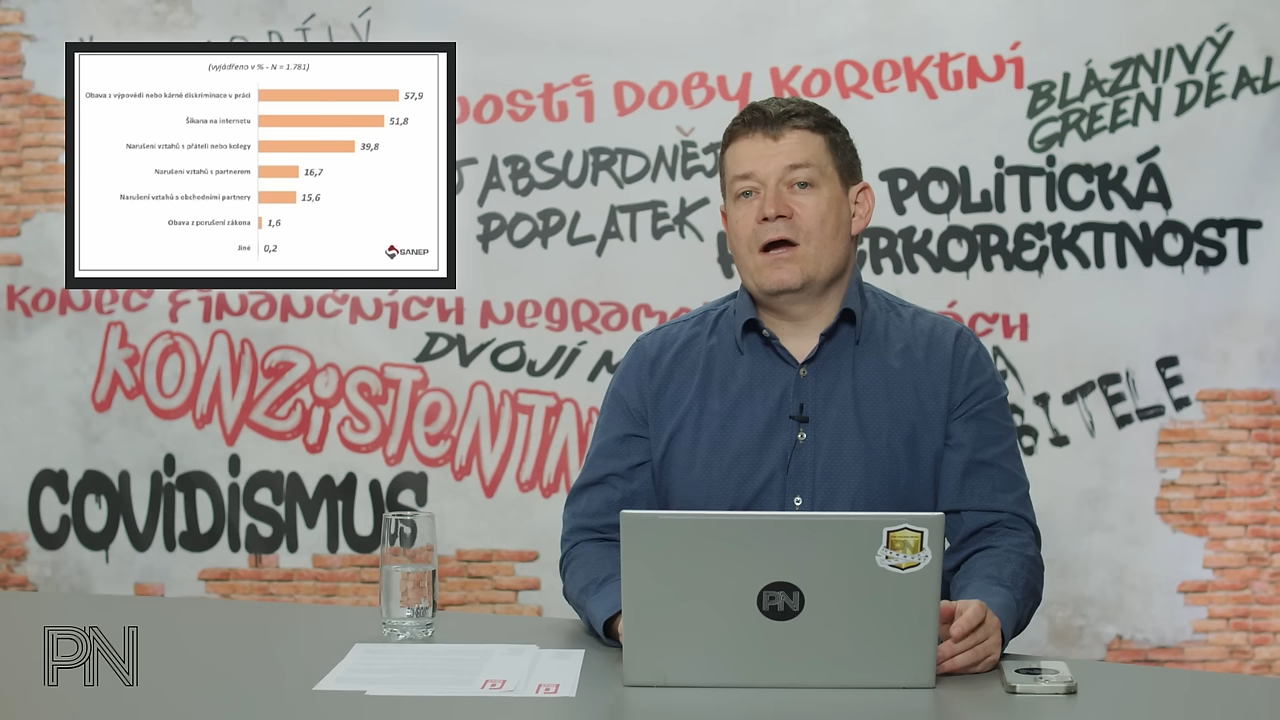 (vyjádřeno v % - N = 1.781)
Obava z výpovědi nebo kárné diskriminace v práci 57,9
Šikana na internetu 51,8
Narušení vztahů s přáteli nebo kolegy 39,8
Narušení vztahů s partnerem 16,7
Narušení vztahů s obchodními partnery 15,6
Obava z porušení zákona 1,6
Jiné 0,2
SANEP
DOBY KOREKTNÍ
BLÁZNIVÝ
GREEN DEAL
ABSURDNĚJ
POPLATEK
POLITICKÁ
RKOREKTNOST
KONEC FINANČNÍCH NEGRAMO
DVOJÍ M
KONZISTENTN
BITELE
COVIDISMUS
PN
PN